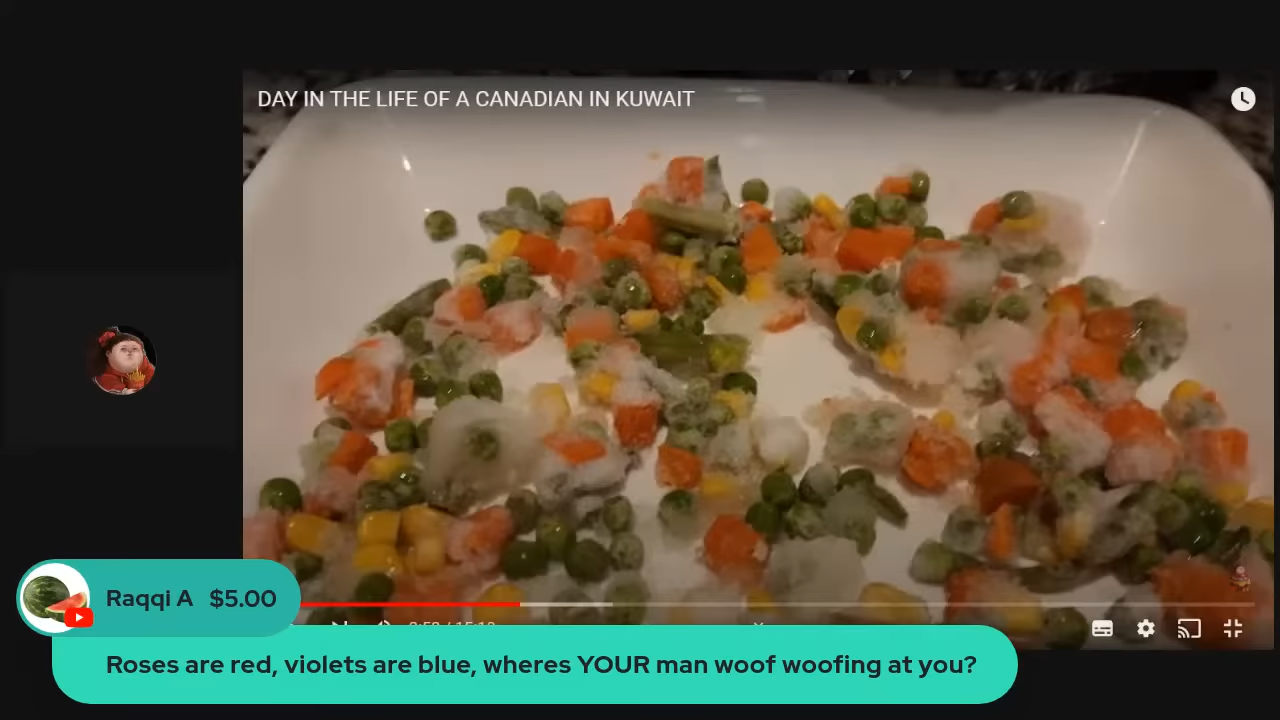 DAY IN THE LIFE OF A CANADIAN IN KUWAIT
Raqqi A $5.00
Roses are red, violets are blue, wheres YOUR man woof woofing at you?